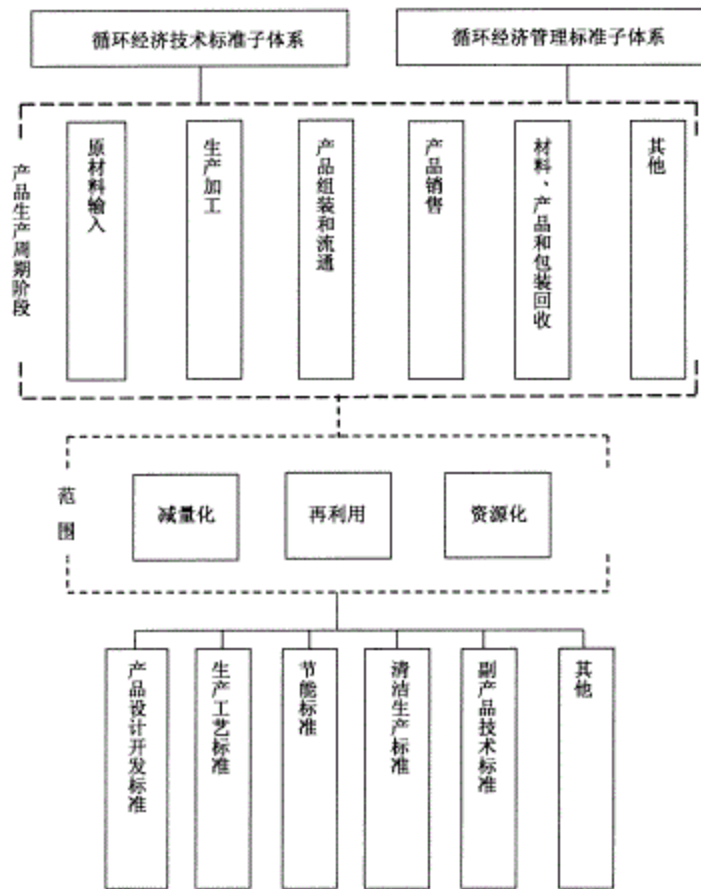 循环经济技术标准子体系
循环经济管理标准子体系
产品生产周期阶段
原材料输入
生产加工
产品组装和流通
产品销售
材料、产品和包装回收
其他
范围
减量化
再利用
资源化
产品设计开发标准
生产工艺标准
节能标准
清洁生产标准
副产品技术标准
其他